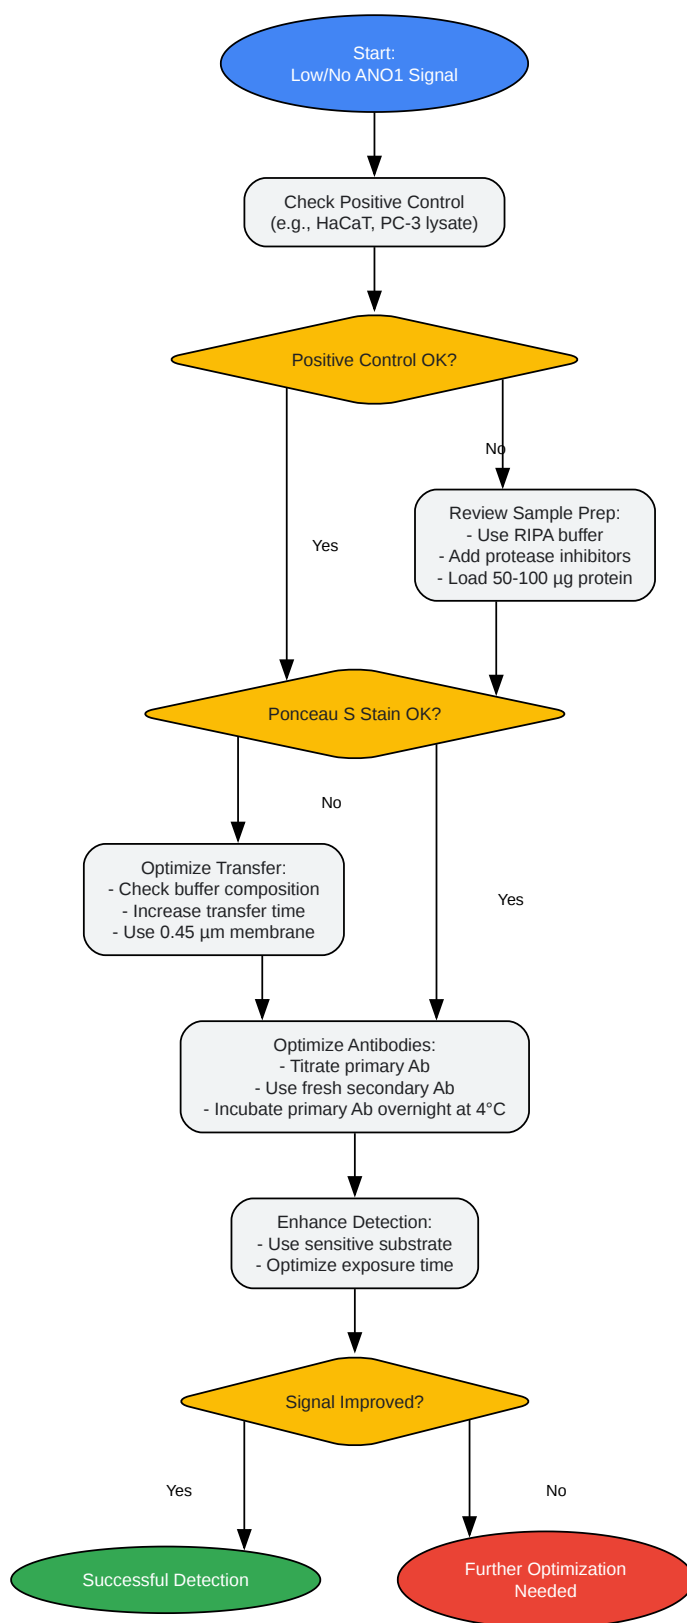 Start:
Low/No ANO1 Signal
Check Positive Control
(e.g., HaCaT, PC-3 lysate)
Positive Control OK?
No
Yes
Review Sample Prep:
- Use RIPA buffer
- Add protease inhibitors
- Load 50-100 µg protein
Ponceau S Stain OK?
No
Yes
Optimize Transfer:
- Check buffer composition
- Increase transfer time
- Use 0.45 µm membrane
Optimize Antibodies:
- Titrate primary Ab
- Use fresh secondary Ab
- Incubate primary Ab overnight at 4°C
Enhance Detection:
- Use sensitive substrate
- Optimize exposure time
Signal Improved?
Yes
No
Successful Detection
Further Optimization
Needed